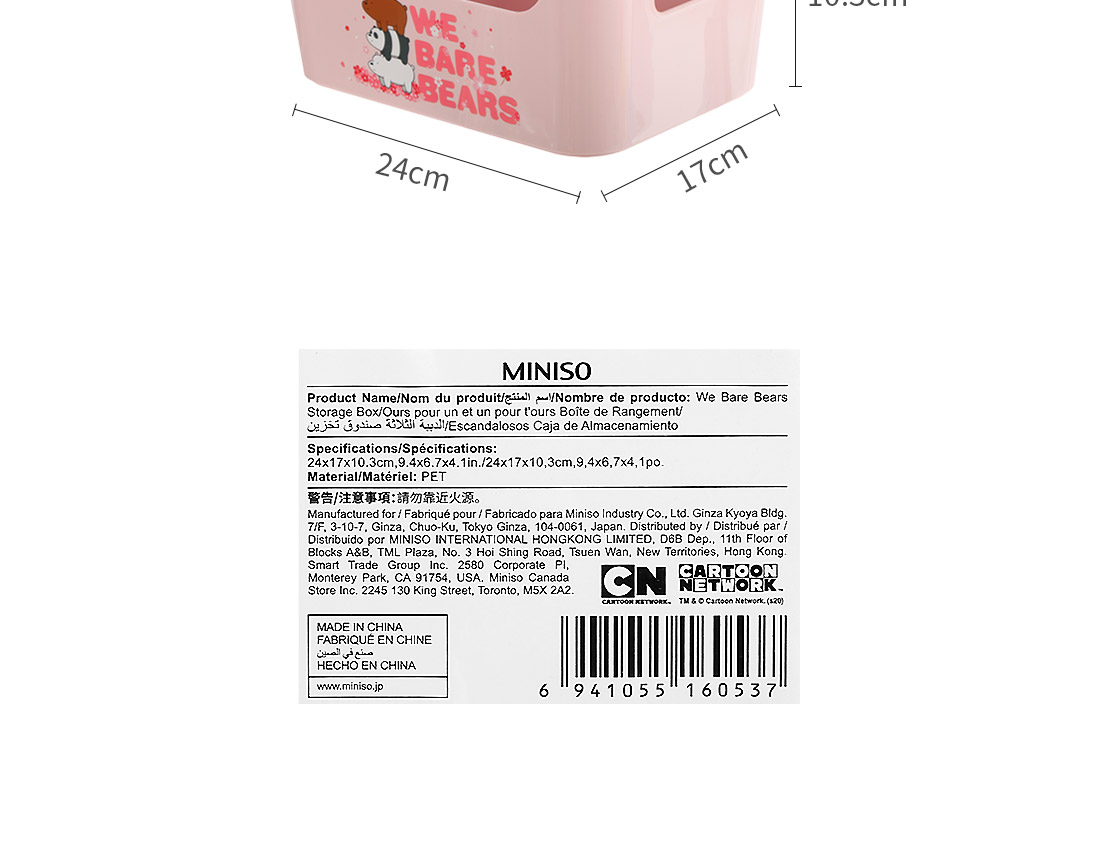 10.3cm
WE
BARE
BEARS
24cm
17cm
MINISO
Product Name/Nom du produit/اسم المنتج/Nombre de producto: We Bare Bears
Storage Box/Ours pour un et un pour t'ours Boîte de Rangement/
الدببة الثلاثة صندوق تخزين/Escandalosos Caja de Almacenamiento
Specifications/Spécifications:
24x17x10.3cm,9.4x6.7x4.1in./24x17x10,3cm,9,4x6,7x4,1po.
Material/Matériel: PET
警告/注意事項:請勿靠近火源。
Manufactured for / Fabriqué pour / Fabricado para Miniso Industry Co., Ltd. Ginza Kyoya Bldg.
7/F, 3-10-7, Ginza, Chuo-Ku, Tokyo Ginza, 104-0061, Japan. Distributed by / Distribué par /
Distribuido por MINISO INTERNATIONAL HONGKONG LIMITED, D6B Dep., 11th Floor of
Blocks A&B, TML Plaza, No. 3 Hoi Shing Road, Tsuen Wan, New Territories, Hong Kong.
Smart Trade Group Inc. 2580 Corporate Pl,
Monterey Park, CA 91754, USA. Miniso Canada
Store Inc. 2245 130 King Street, Toronto, M5X 2A2.
CN
CARTOON NETWORK™
CARTOON
NETWORK™
TM & © Cartoon Network. (s20)
MADE IN CHINA
FABRIQUÉ EN CHINE
صنع في الصين
HECHO EN CHINA
www.miniso.jp
6 941055 160537